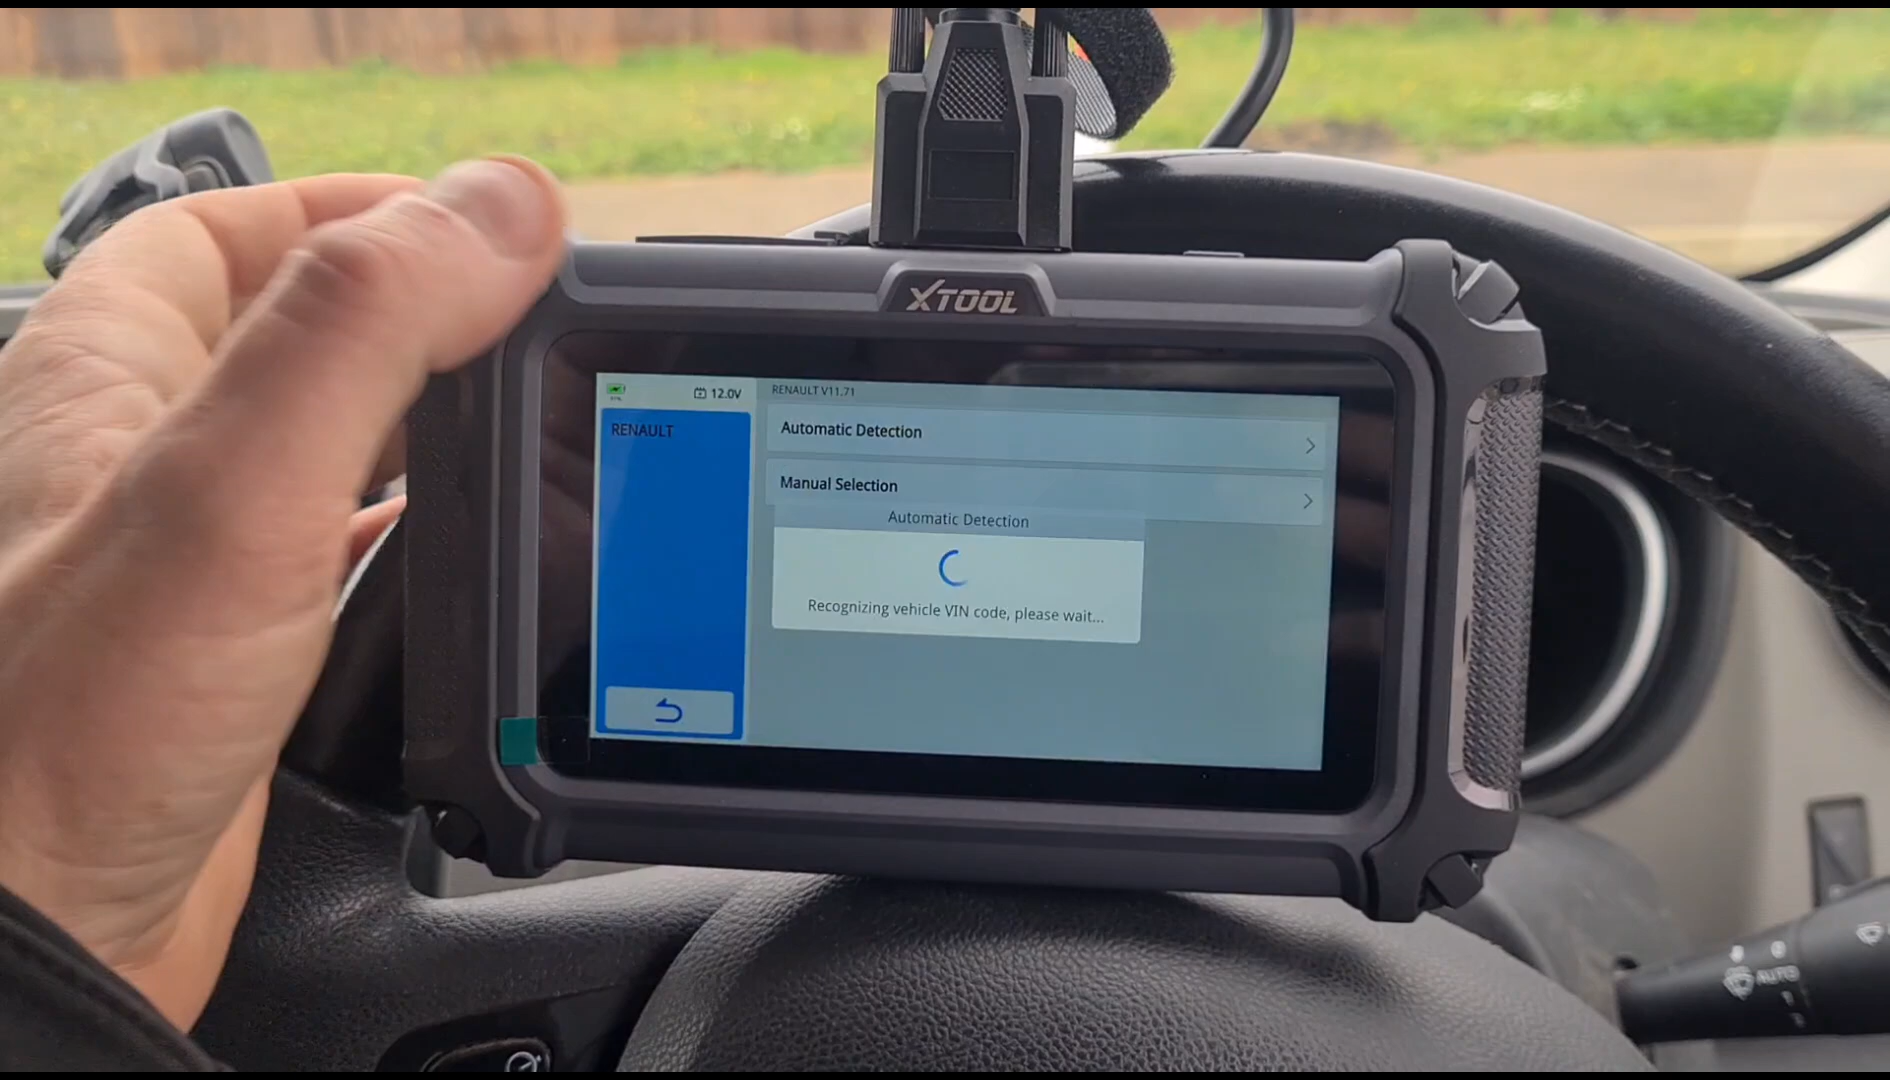 XTOOL
12.0V
RENAULT V11.71
RENAULT
Automatic Detection
Manual Selection
Automatic Detection
Recognizing vehicle VIN code, please wait...
AUTO